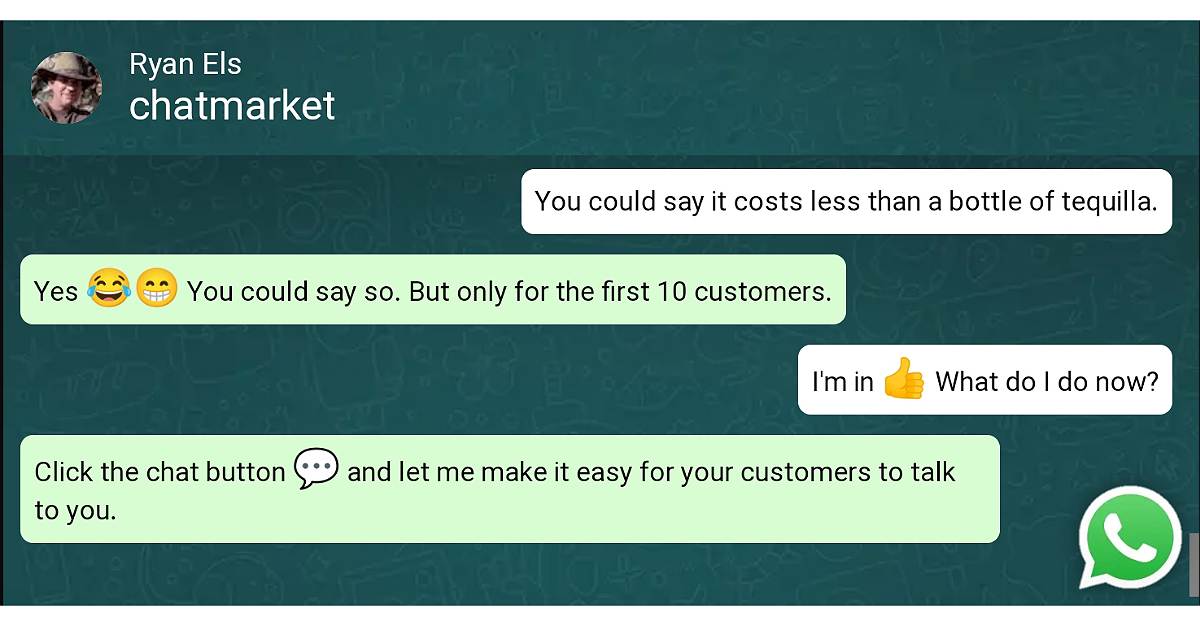 Ryan Els
chatmarket
You could say it costs less than a bottle of tequilla.
Yes 😂😁 You could say so. But only for the first 10 customers.
I'm in 👍 What do I do now?
Click the chat button 💬 and let me make it easy for your customers to talk
to you.